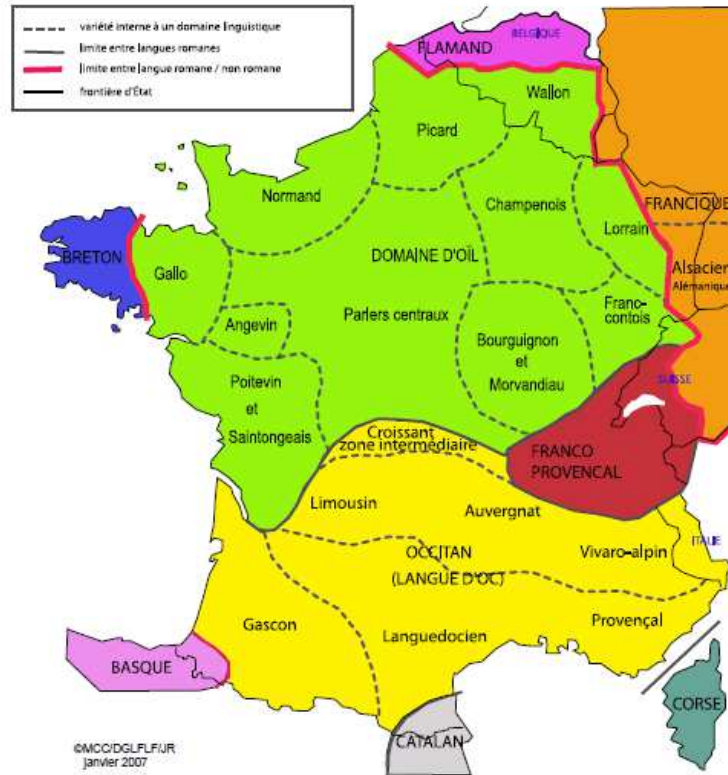 variété interne à un domaine linguistique
limite entre langues romanes
limite entre langue romane / non romane
frontière d'État
FLAMAND
BELGIQUE
Wallon
Picard
Normand
Champenois
Lorrain
FRANCIQUE
BRETON
Gallo
DOMAINE D'OÏL
Alsacien
Alémanique
Angevin
Parlers centraux
Franc-
contois
Bourguignon
et
Morvandiau
Poitevin
et
Saintongeais
SUISSE
Croissant
zone intermédiaire
FRANCO
PROVENCAL
Limousin
Auvergnat
OCCITAN
(LANGUE D'OC)
Vivaro-alpin
ITALIE
Gascon
Languedocien
Provençal
BASQUE
CATALAN
CORSE
©MCC/DGLFLF/JR
janvier 2007